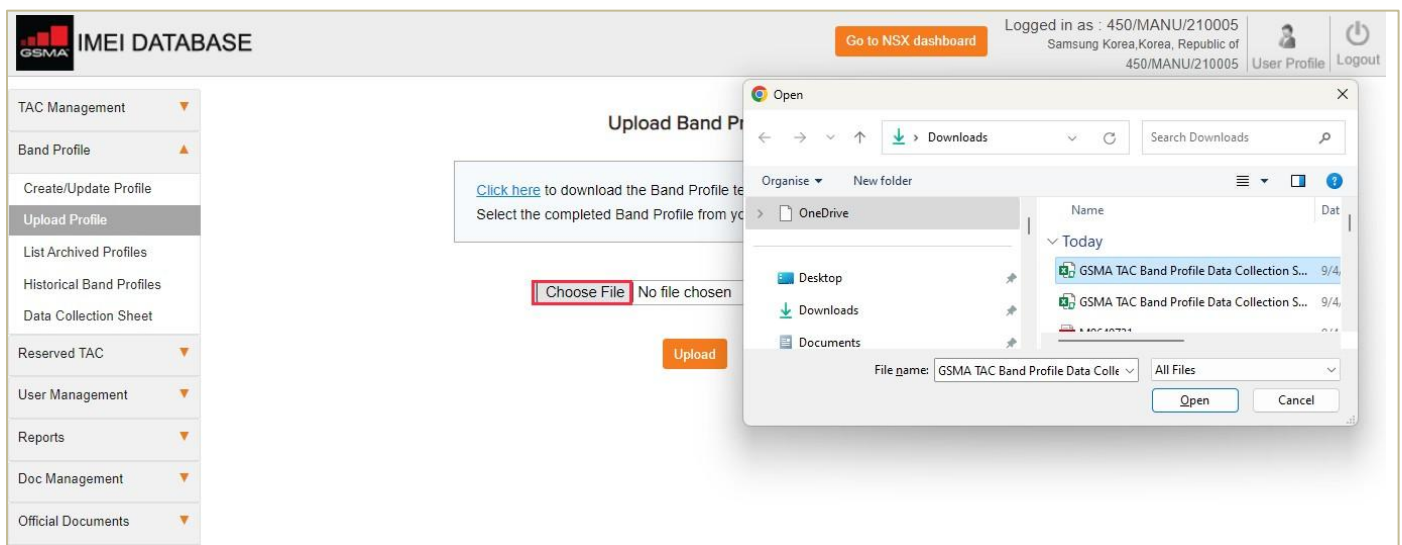 GSMA IMEI DATABASE
Go to NSX dashboard
Logged in as : 450/MANU/210005
Samsung Korea,Korea, Republic of
450/MANU/210005
User Profile
Logout
TAC Management
Band Profile
Create/Update Profile
Upload Profile
List Archived Profiles
Historical Band Profiles
Data Collection Sheet
Reserved TAC
User Management
Reports
Doc Management
Official Documents
Upload Band Pr
Click here to download the Band Profile te
Select the completed Band Profile from yo
Choose File No file chosen
Upload
Open
Downloads
Search Downloads
Organise New folder
OneDrive
Desktop
Downloads
Documents
Name Dat
Today
GSMA TAC Band Profile Data Collection S... 9/4/
GSMA TAC Band Profile Data Collection S... 9/4/
File name: GSMA TAC Band Profile Data Colle
All Files
Open Cancel